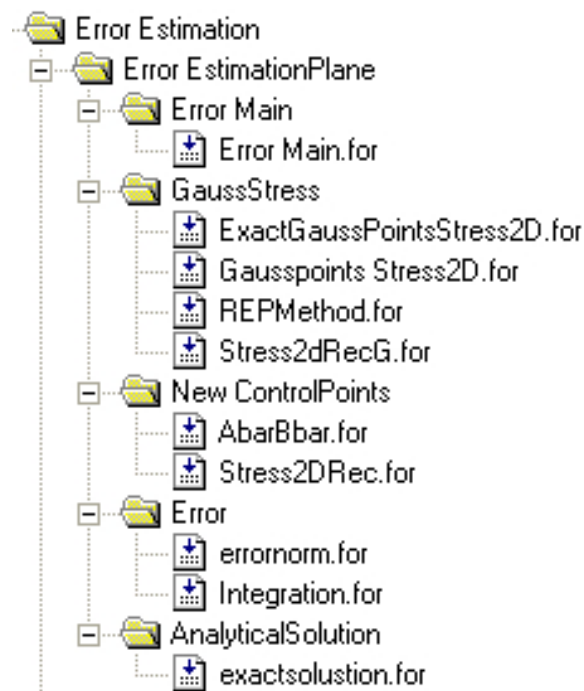 Error Estimation
Error EstimationPlane
Error Main
Error Main.for
GaussStress
ExactGaussPointsStress2D.for
Gausspoints Stress2D.for
REPMethod.for
Stress2dRecG.for
New ControlPoints
AbarBbar.for
Stress2DRec.for
Error
errornorm.for
Integration.for
AnalyticalSolution
exactsolustion.for